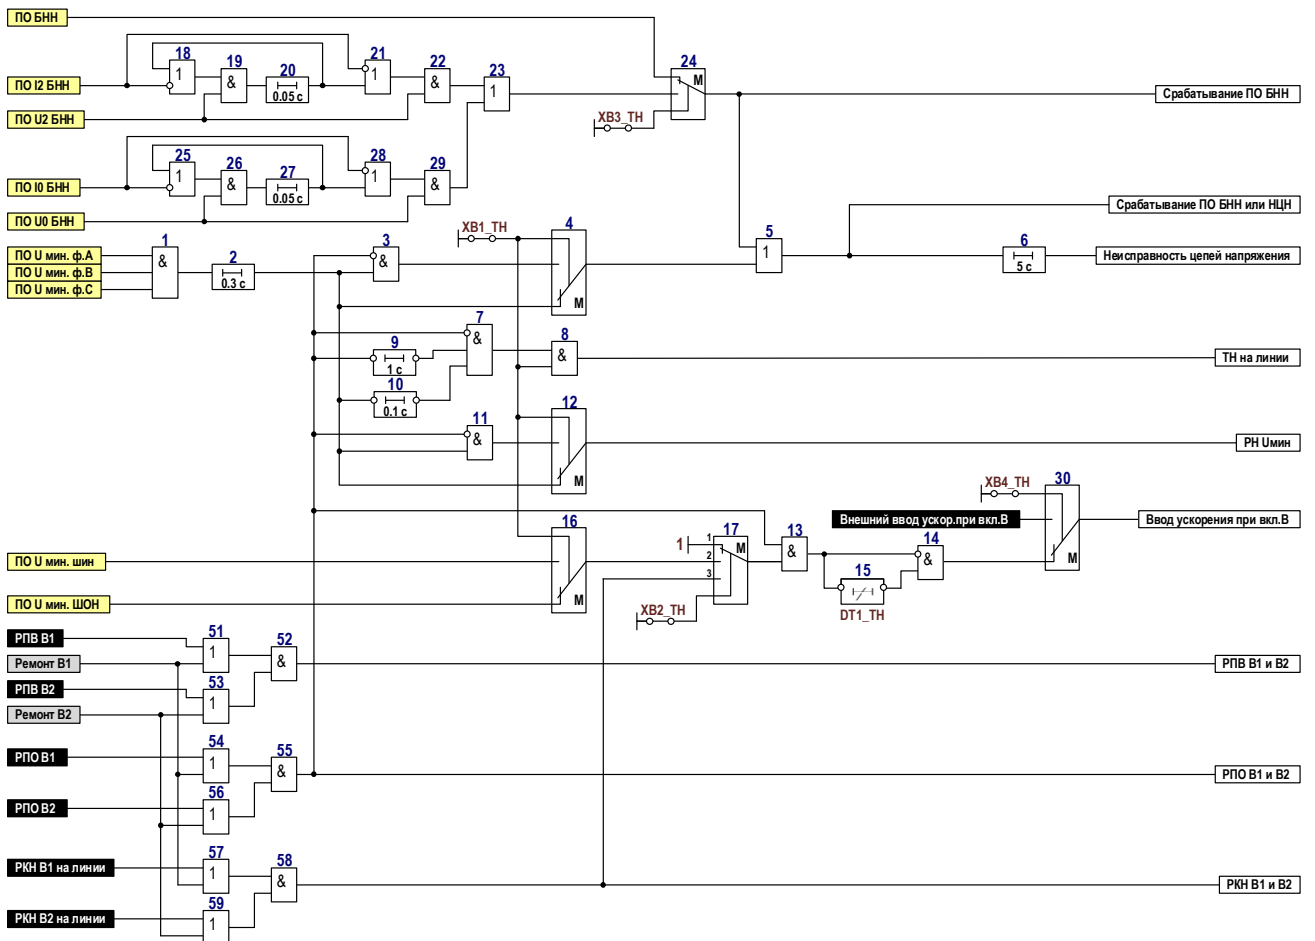 ПО БНН
18
19
20
21
22
23
24
1
&
0.05 с
1
&
1
М
ПО I2 БНН
Срабатывание ПО БНН
ПО U2 БНН
XB3_ТН
25
26
27
28
29
1
&
0.05 с
1
&
ПО I0 БНН
Срабатывание ПО БНН или НЦН
ПО U0 БНН
XB1_ТН
1
2
3
4
5
6
ПО U мин. ф.А
ПО U мин. ф.В
ПО U мин. ф.С
&
0.3 с
&
М
1
5 с
Неисправность цепей напряжения
7
8
9
10
&
&
1 с
0.1 с
ТН на линии
11
12
&
М
РН Uмин
XB4_ТН
30
Внешний ввод ускор.при вкл.В
М
Ввод ускорения при вкл.В
16
17
13
14
15
ПО U мин. шин
1
1
2
3
М
&
&
DT1_ТН
ПО U мин. ШОН
М
XB2_ТН
РПВ В1
51
52
1
&
Ремонт В1
РПВ В1 и В2
РПВ В2
53
1
Ремонт В2
РПО В1
54
55
1
&
РПО В1 и В2
РПО В2
56
1
РКН В1 на линии
57
58
1
&
РКН В1 и В2
РКН В2 на линии
59
1